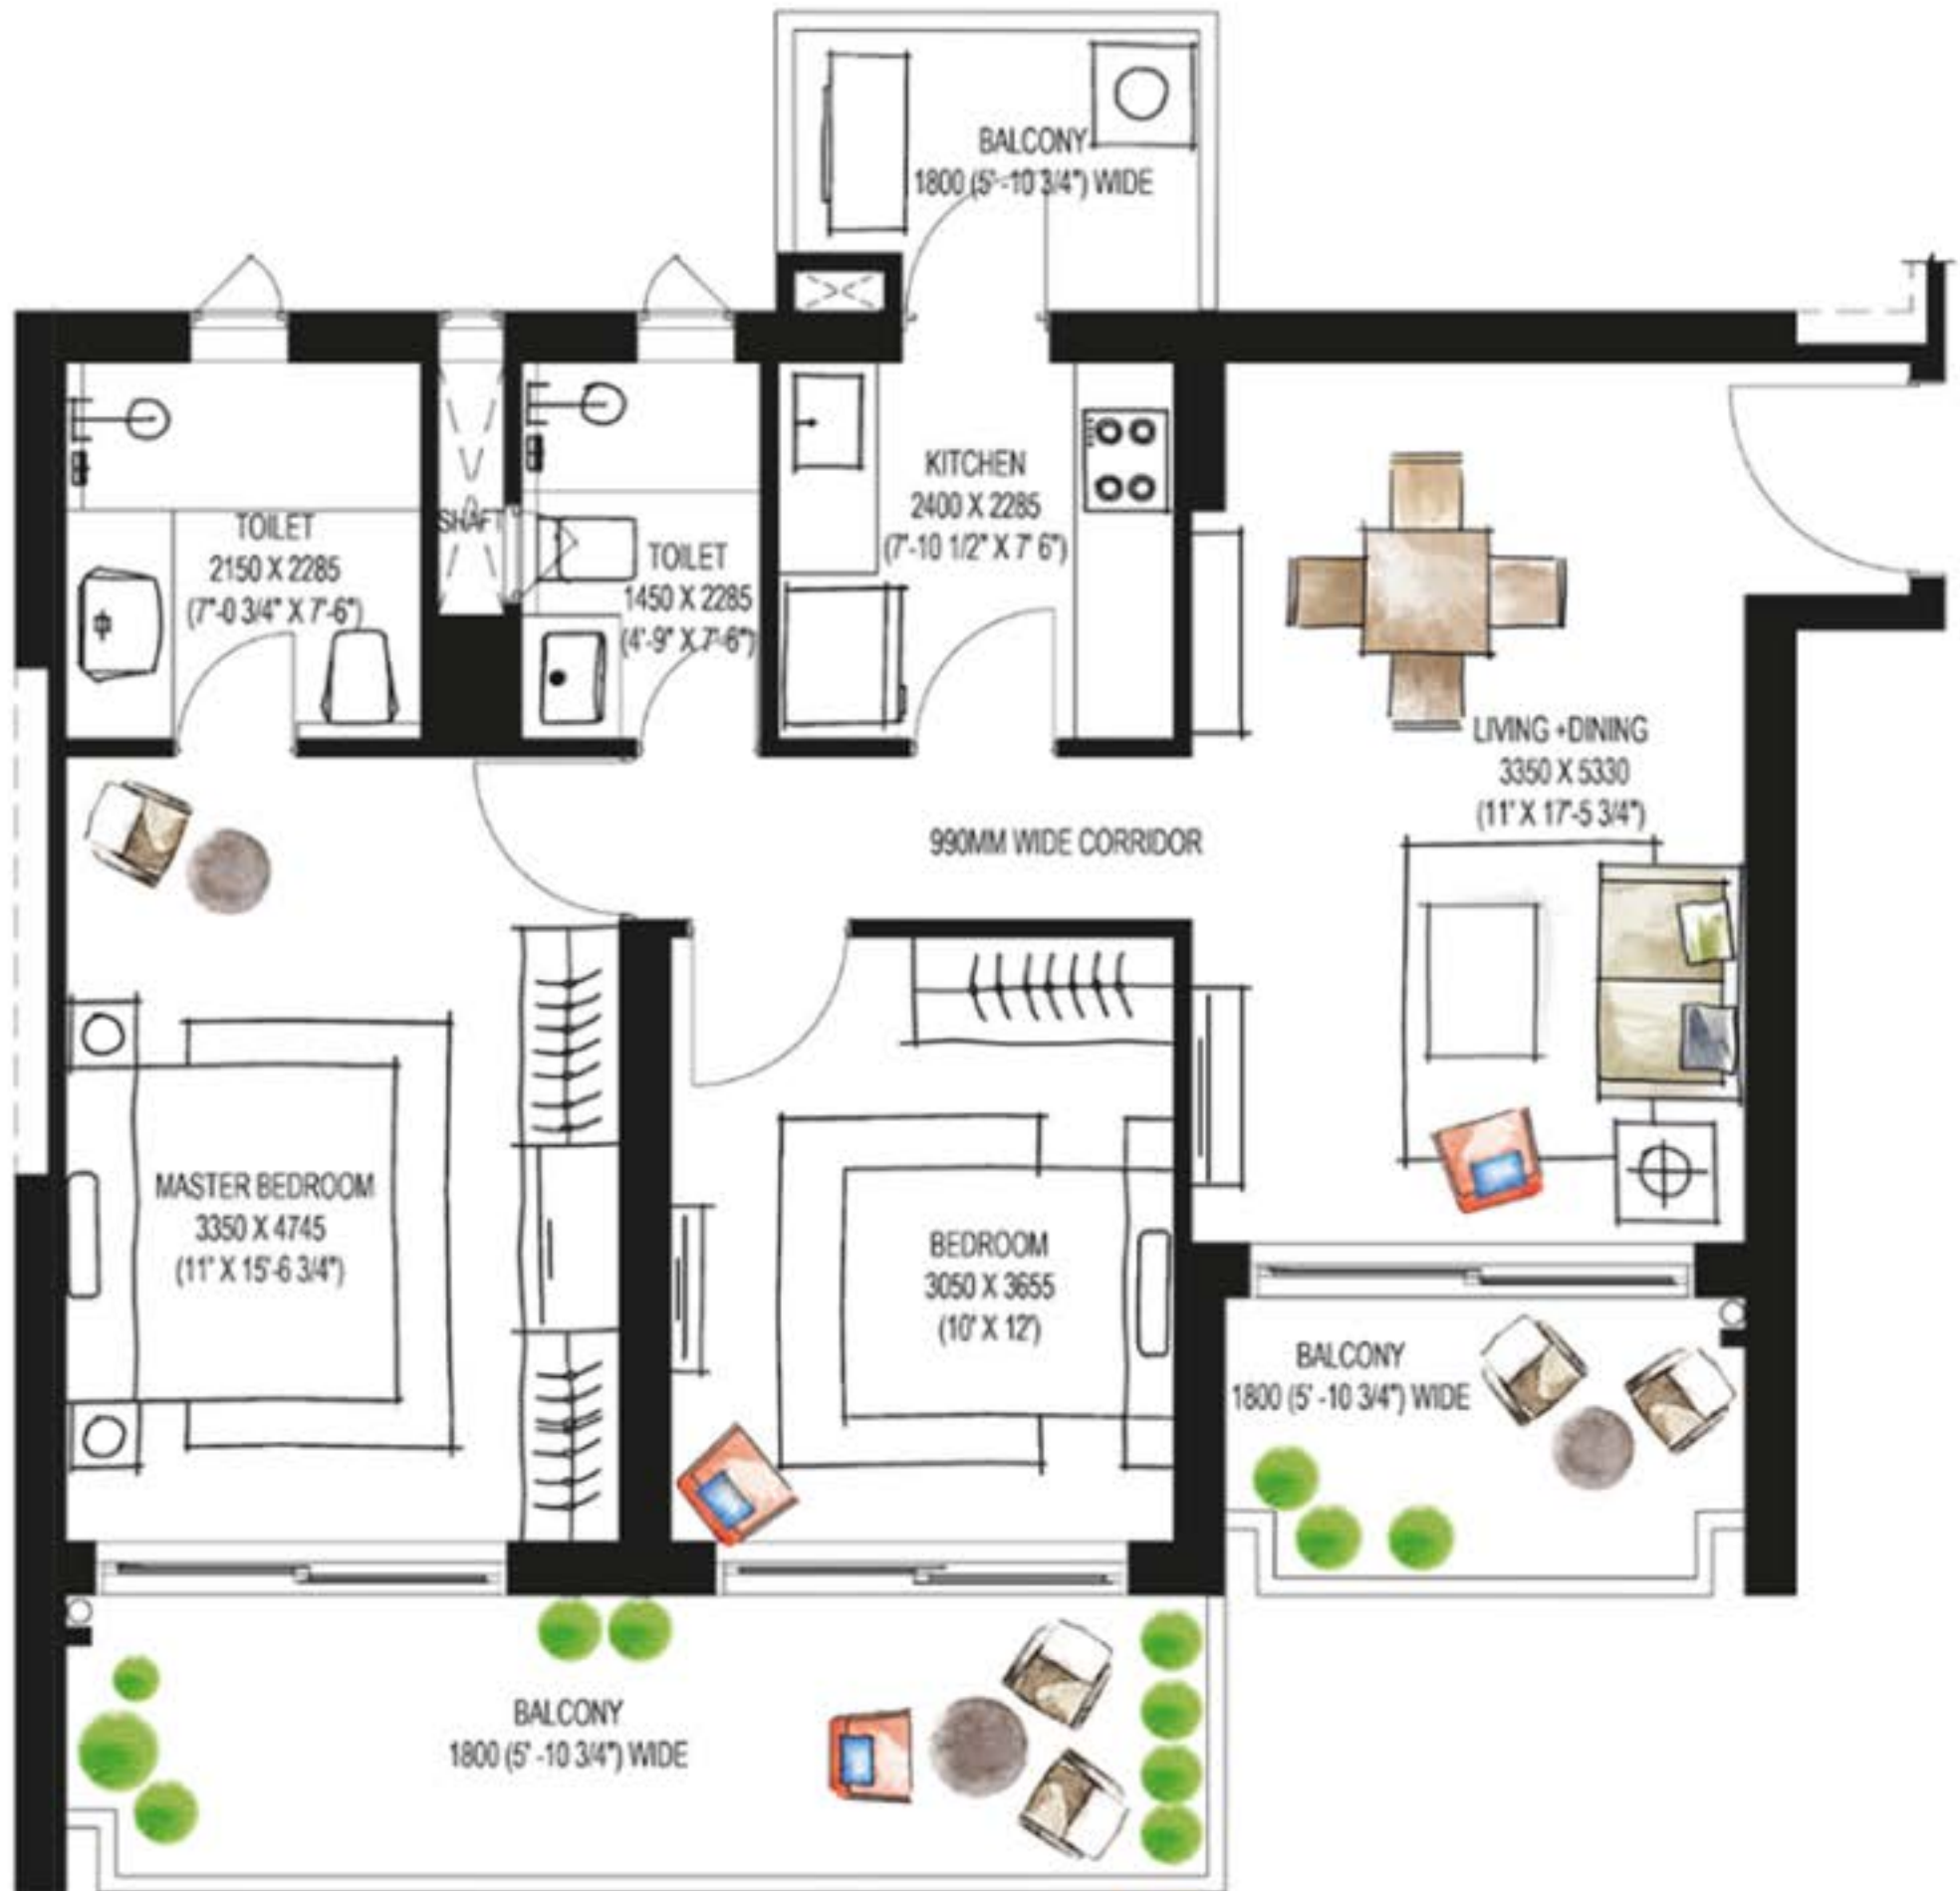 BALCONY
1800 (5'-10 3/4") WIDE
TOILET
2150 X 2285
(7'-0 3/4" X 7'-6")
SHAFT
TOILET
1450 X 2285
(4'-9" X 7'-6")
KITCHEN
2400 X 2285
(7'-10 1/2" X 7' 6")
LIVING +DINING
3350 X 5330
(11' X 17'-5 3/4")
990MM WIDE CORRIDOR
MASTER BEDROOM
3350 X 4745
(11' X 15'-6 3/4")
BEDROOM
3050 X 3655
(10' X 12')
BALCONY
1800 (5' -10 3/4") WIDE
BALCONY
1800 (5' -10 3/4") WIDE